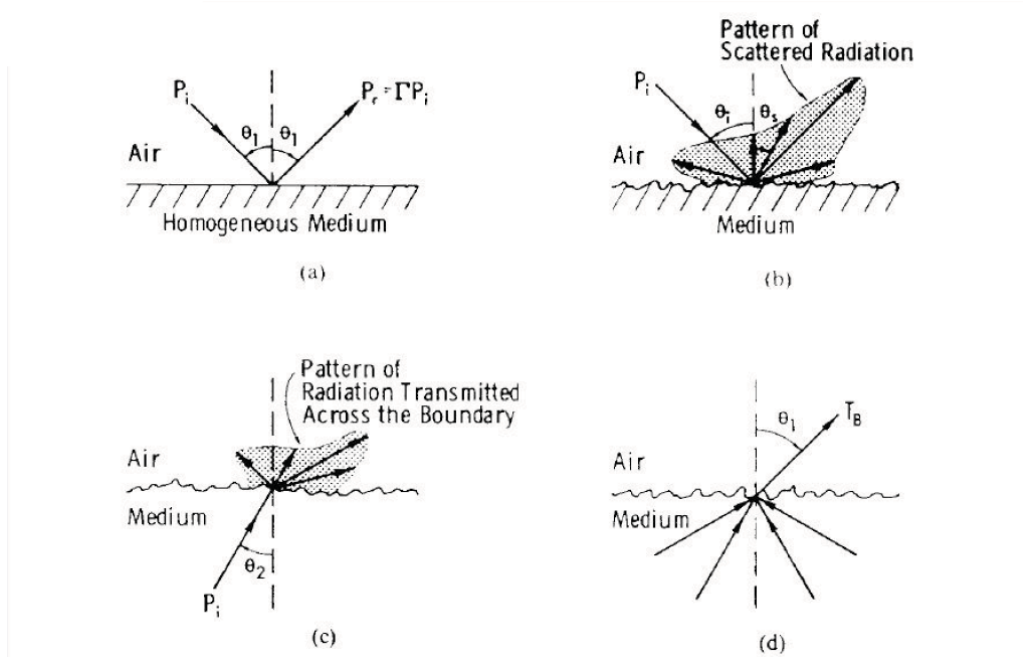 P_i
P_r = ΓP_i
θ_1 θ_1
Air
Homogeneous Medium
(a)
Pattern of
Scattered Radiation
P_i
θ_i θ_s
Air
Medium
(b)
Pattern of
Radiation Transmitted
Across the Boundary
Air
Medium
θ_2
P_i
(c)
θ_1
T_B
Air
Medium
(d)